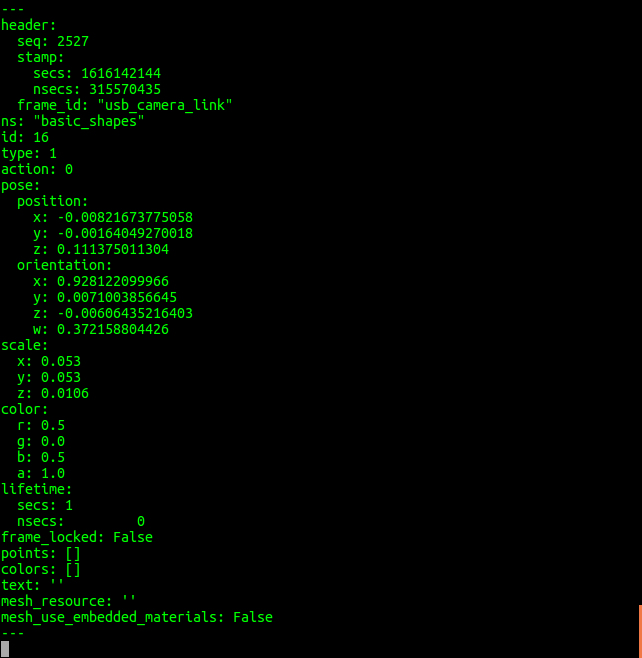 ---
header:
  seq: 2527
  stamp:
    secs: 1616142144
    nsecs: 315570435
  frame_id: "usb_camera_link"
ns: "basic_shapes"
id: 16
type: 1
action: 0
pose:
  position:
    x: -0.00821673775058
    y: -0.00164049270018
    z: 0.111375011304
  orientation:
    x: 0.928122099966
    y: 0.0071003856645
    z: -0.00606435216403
    w: 0.372158804426
scale:
  x: 0.053
  y: 0.053
  z: 0.0106
color:
  r: 0.5
  g: 0.0
  b: 0.5
  a: 1.0
lifetime:
  secs: 1
  nsecs:         0
frame_locked: False
points: []
colors: []
text: ''
mesh_resource: ''
mesh_use_embedded_materials: False
---